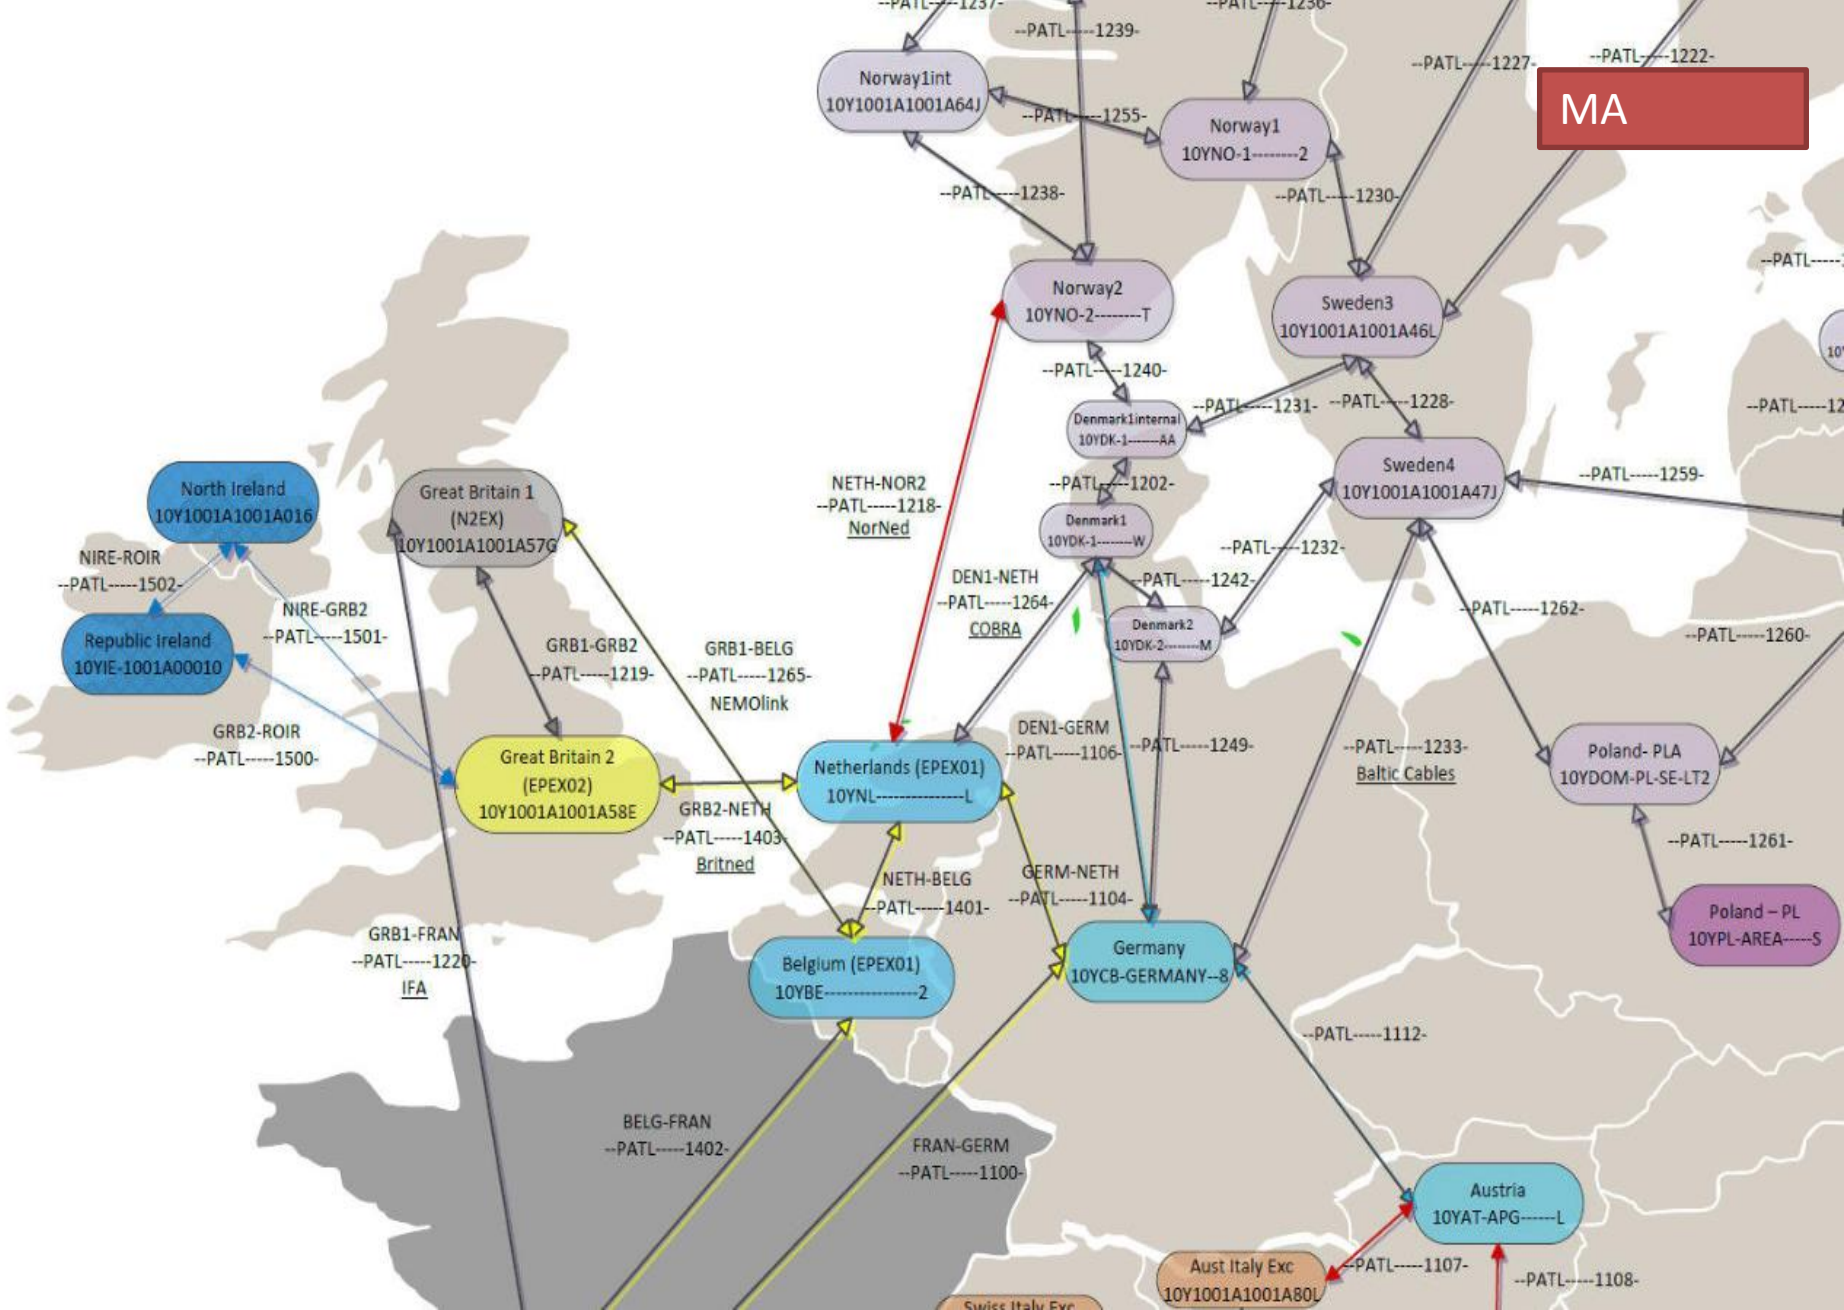 --PATL-----1237-
--PATL-----1239-
--PATL-----1236-
--PATL-----1227-
--PATL-----1222-
MA
Norway1int
10Y1001A1001A64J
--PATL-----1255-
Norway1
10YNO-1--------2
--PATL-----1238-
--PATL-----1230-
--PATL-----
Norway2
10YNO-2--------T
Sweden3
10Y1001A1001A46L
10Y
--PATL-----1240-
--PATL-----1231-
--PATL-----1228-
--PATL-----12
Denmark1internal
10YDK-1-------AA
Sweden4
10Y1001A1001A47J
--PATL-----1259-
--PATL-----1202-
NETH-NOR2
--PATL-----1218-
NorNed
North Ireland
10Y1001A1001A016
Great Britain 1
(N2EX)
10Y1001A1001A57G
Denmark1
10YDK-1--------W
--PATL-----1232-
NIRE-ROIR
--PATL-----1502-
DEN1-NETH
--PATL-----1264-
COBRA
--PATL-----1242-
NIRE-GRB2
--PATL-----1501-
--PATL-----1262-
--PATL-----1260-
Republic Ireland
10YIE-1001A00010
Denmark2
10YDK-2--------M
GRB1-GRB2
--PATL-----1219-
GRB1-BELG
--PATL-----1265-
NEMOlink
GRB2-ROIR
--PATL-----1500-
DEN1-GERM
--PATL-----1106-
--PATL-----1249-
--PATL-----1233-
Baltic Cables
Great Britain 2
(EPEX02)
10Y1001A1001A58E
Netherlands (EPEX01)
10YNL----------------L
Poland- PLA
10YDOM-PL-SE-LT2
GRB2-NETH
--PATL-----1403-
Britned
--PATL-----1261-
NETH-BELG
--PATL-----1401-
GERM-NETH
--PATL-----1104-
Poland – PL
10YPL-AREA-----S
GRB1-FRAN
--PATL-----1220-
IFA
Belgium (EPEX01)
10YBE----------------2
Germany
10YCB-GERMANY--8
--PATL-----1112-
BELG-FRAN
--PATL-----1402-
FRAN-GERM
--PATL-----1100-
Austria
10YAT-APG------L
Aust Italy Exc
10Y1001A1001A80L
--PATL-----1107-
--PATL-----1108-
Swiss Italy Exc